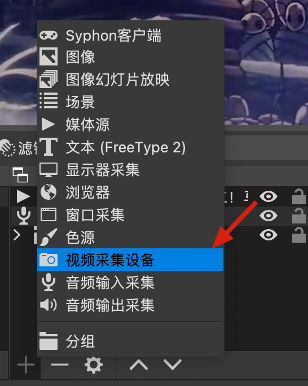 Syphon客户端
图像
图像幻灯片放映
场景
媒体源
文本 (FreeType 2)
显示器采集
浏览器
窗口采集
色源
视频采集设备
音频输入采集
音频输出采集
分组